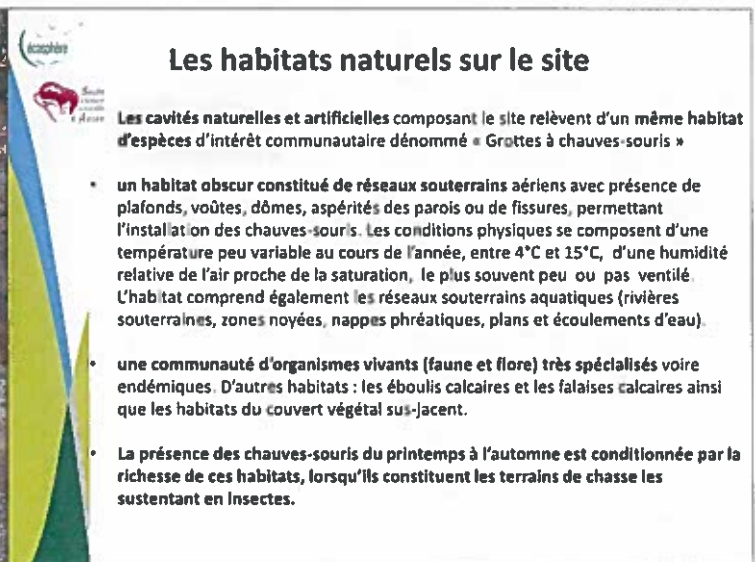 écosphère
Les habitats naturels sur le site
Les cavités naturelles et artificielles composant le site relèvent d'un même habitat
d'espèces d'intérêt communautaire dénommé « Grottes à chauves-souris »
• un habitat obscur constitué de réseaux souterrains aériens avec présence de
plafonds, voûtes, dômes, aspérités des parois ou de fissures, permettant
l'installation des chauves-souris. Les conditions physiques se composent d'une
température peu variable au cours de l'année, entre 4°C et 15°C, d'une humidité
relative de l'air proche de la saturation, le plus souvent peu ou pas ventilé.
L'habitat comprend également les réseaux souterrains aquatiques (rivières
souterraines, zones noyées, nappes phréatiques, plans et écoulements d'eau).
• une communauté d'organismes vivants (faune et flore) très spécialisés voire
endémiques. D'autres habitats : les éboulis calcaires et les falaises calcaires ainsi
que les habitats du couvert végétal sus-jacent.
• La présence des chauves-souris du printemps à l'automne est conditionnée par la
richesse de ces habitats, lorsqu'ils constituent les terrains de chasse les
sustentant en insectes.